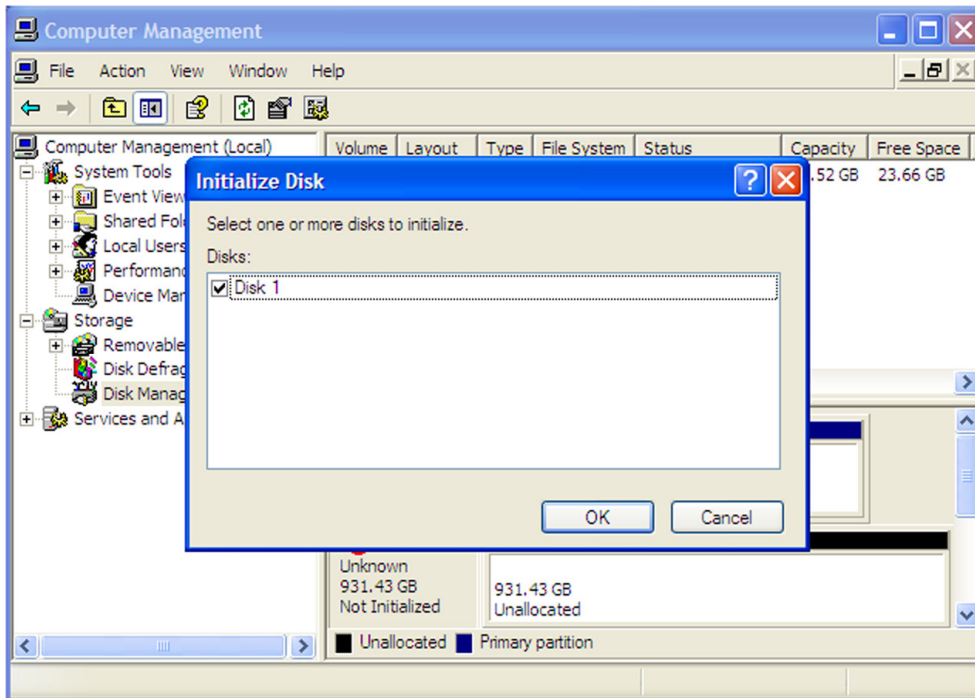 Computer Management
File Action View Window Help
Computer Management (Local)
System Tools
Event View
Shared Fol
Local Users
Performanc
Device Mar
Storage
Removable
Disk Defrag
Disk Manag
Services and A
Volume Layout Type File System Status Capacity Free Space
.52 GB 23.66 GB
Initialize Disk
Select one or more disks to initialize.
Disks:
Disk 1
OK Cancel
Unknown
931.43 GB
Not Initialized
931.43 GB
Unallocated
Unallocated Primary partition